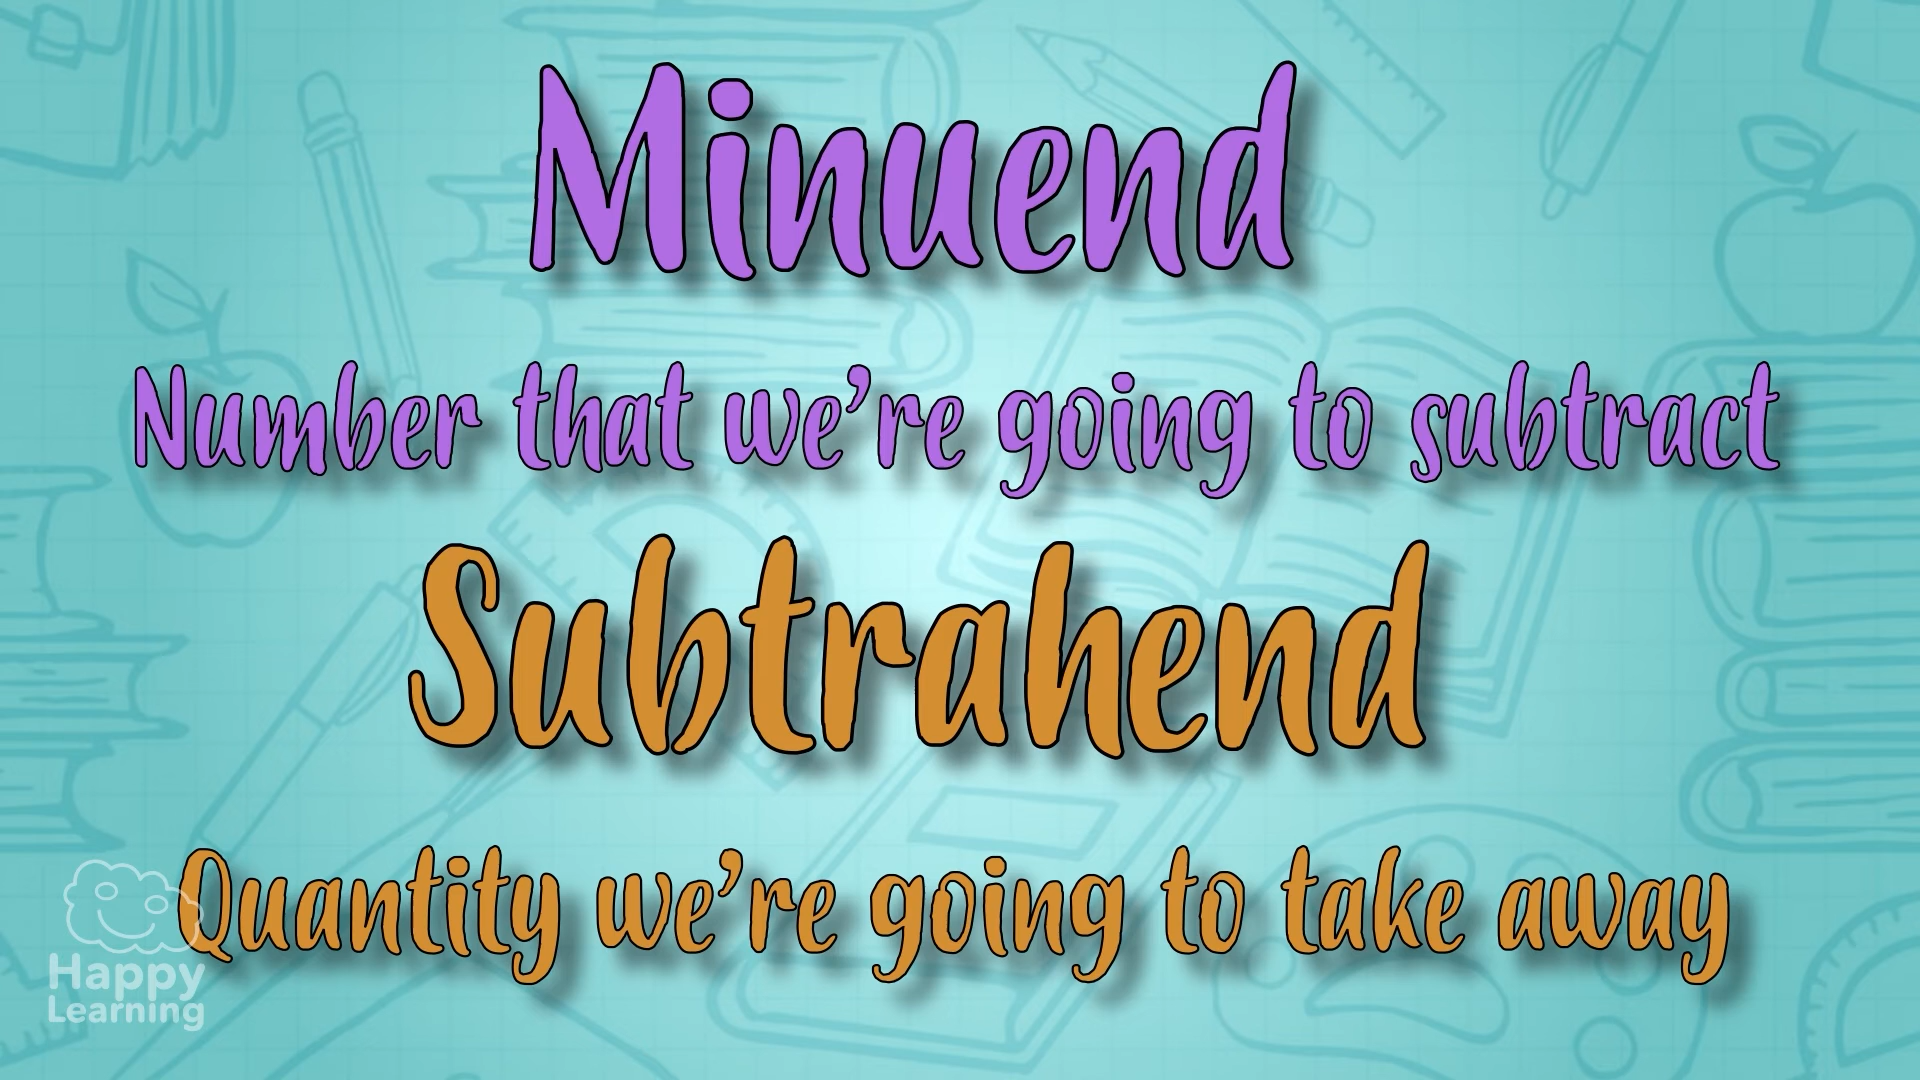 Minuend
Number that we're going to subtract
Subtrahend
Quantity we're going to take away
Happy
Learning